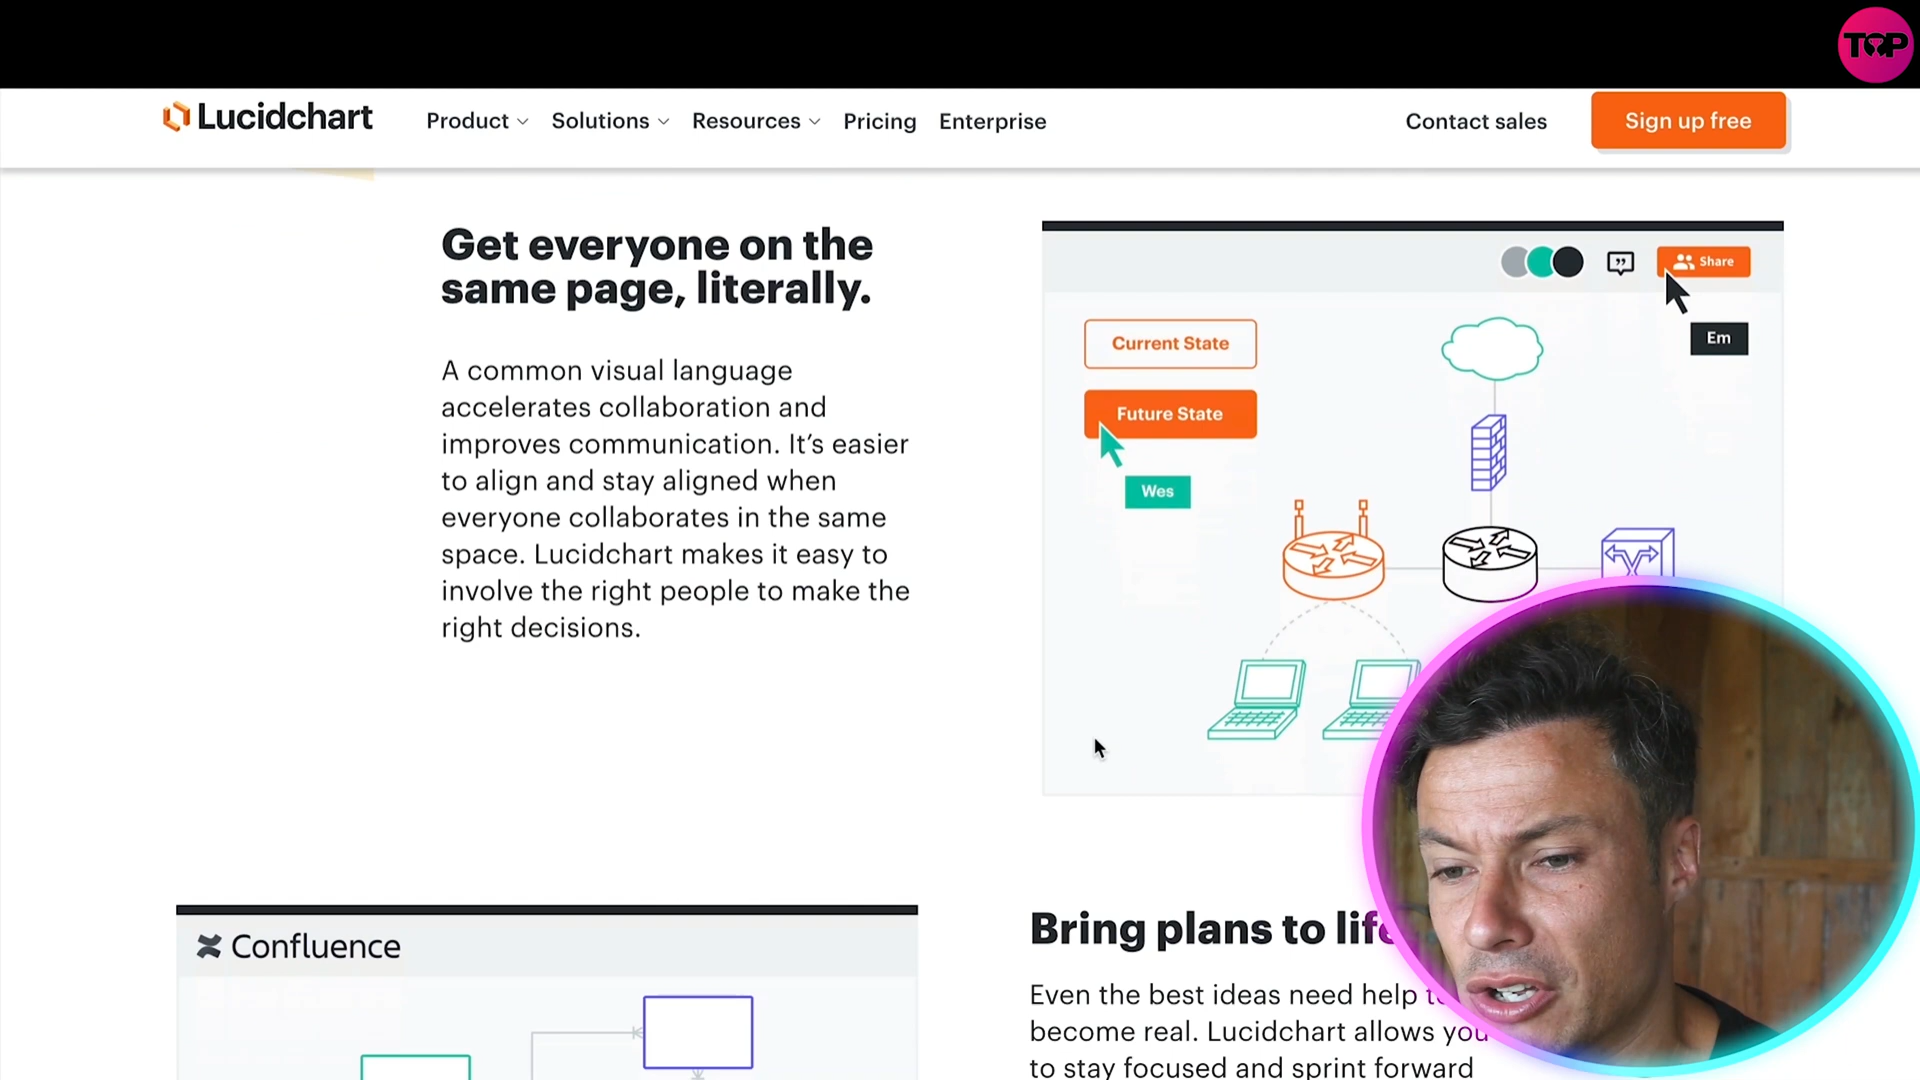 TOP
Lucidchart
Product
Solutions
Resources
Pricing
Enterprise
Contact sales
Sign up free
Get everyone on the
same page, literally.
A common visual language
accelerates collaboration and
improves communication. It's easier
to align and stay aligned when
everyone collaborates in the same
space. Lucidchart makes it easy to
involve the right people to make the
right decisions.
Share
Em
Current State
Future State
Wes
Confluence
Bring plans to life
Even the best ideas need help
become real. Lucidchart allows you
to stay focused and sprint forward